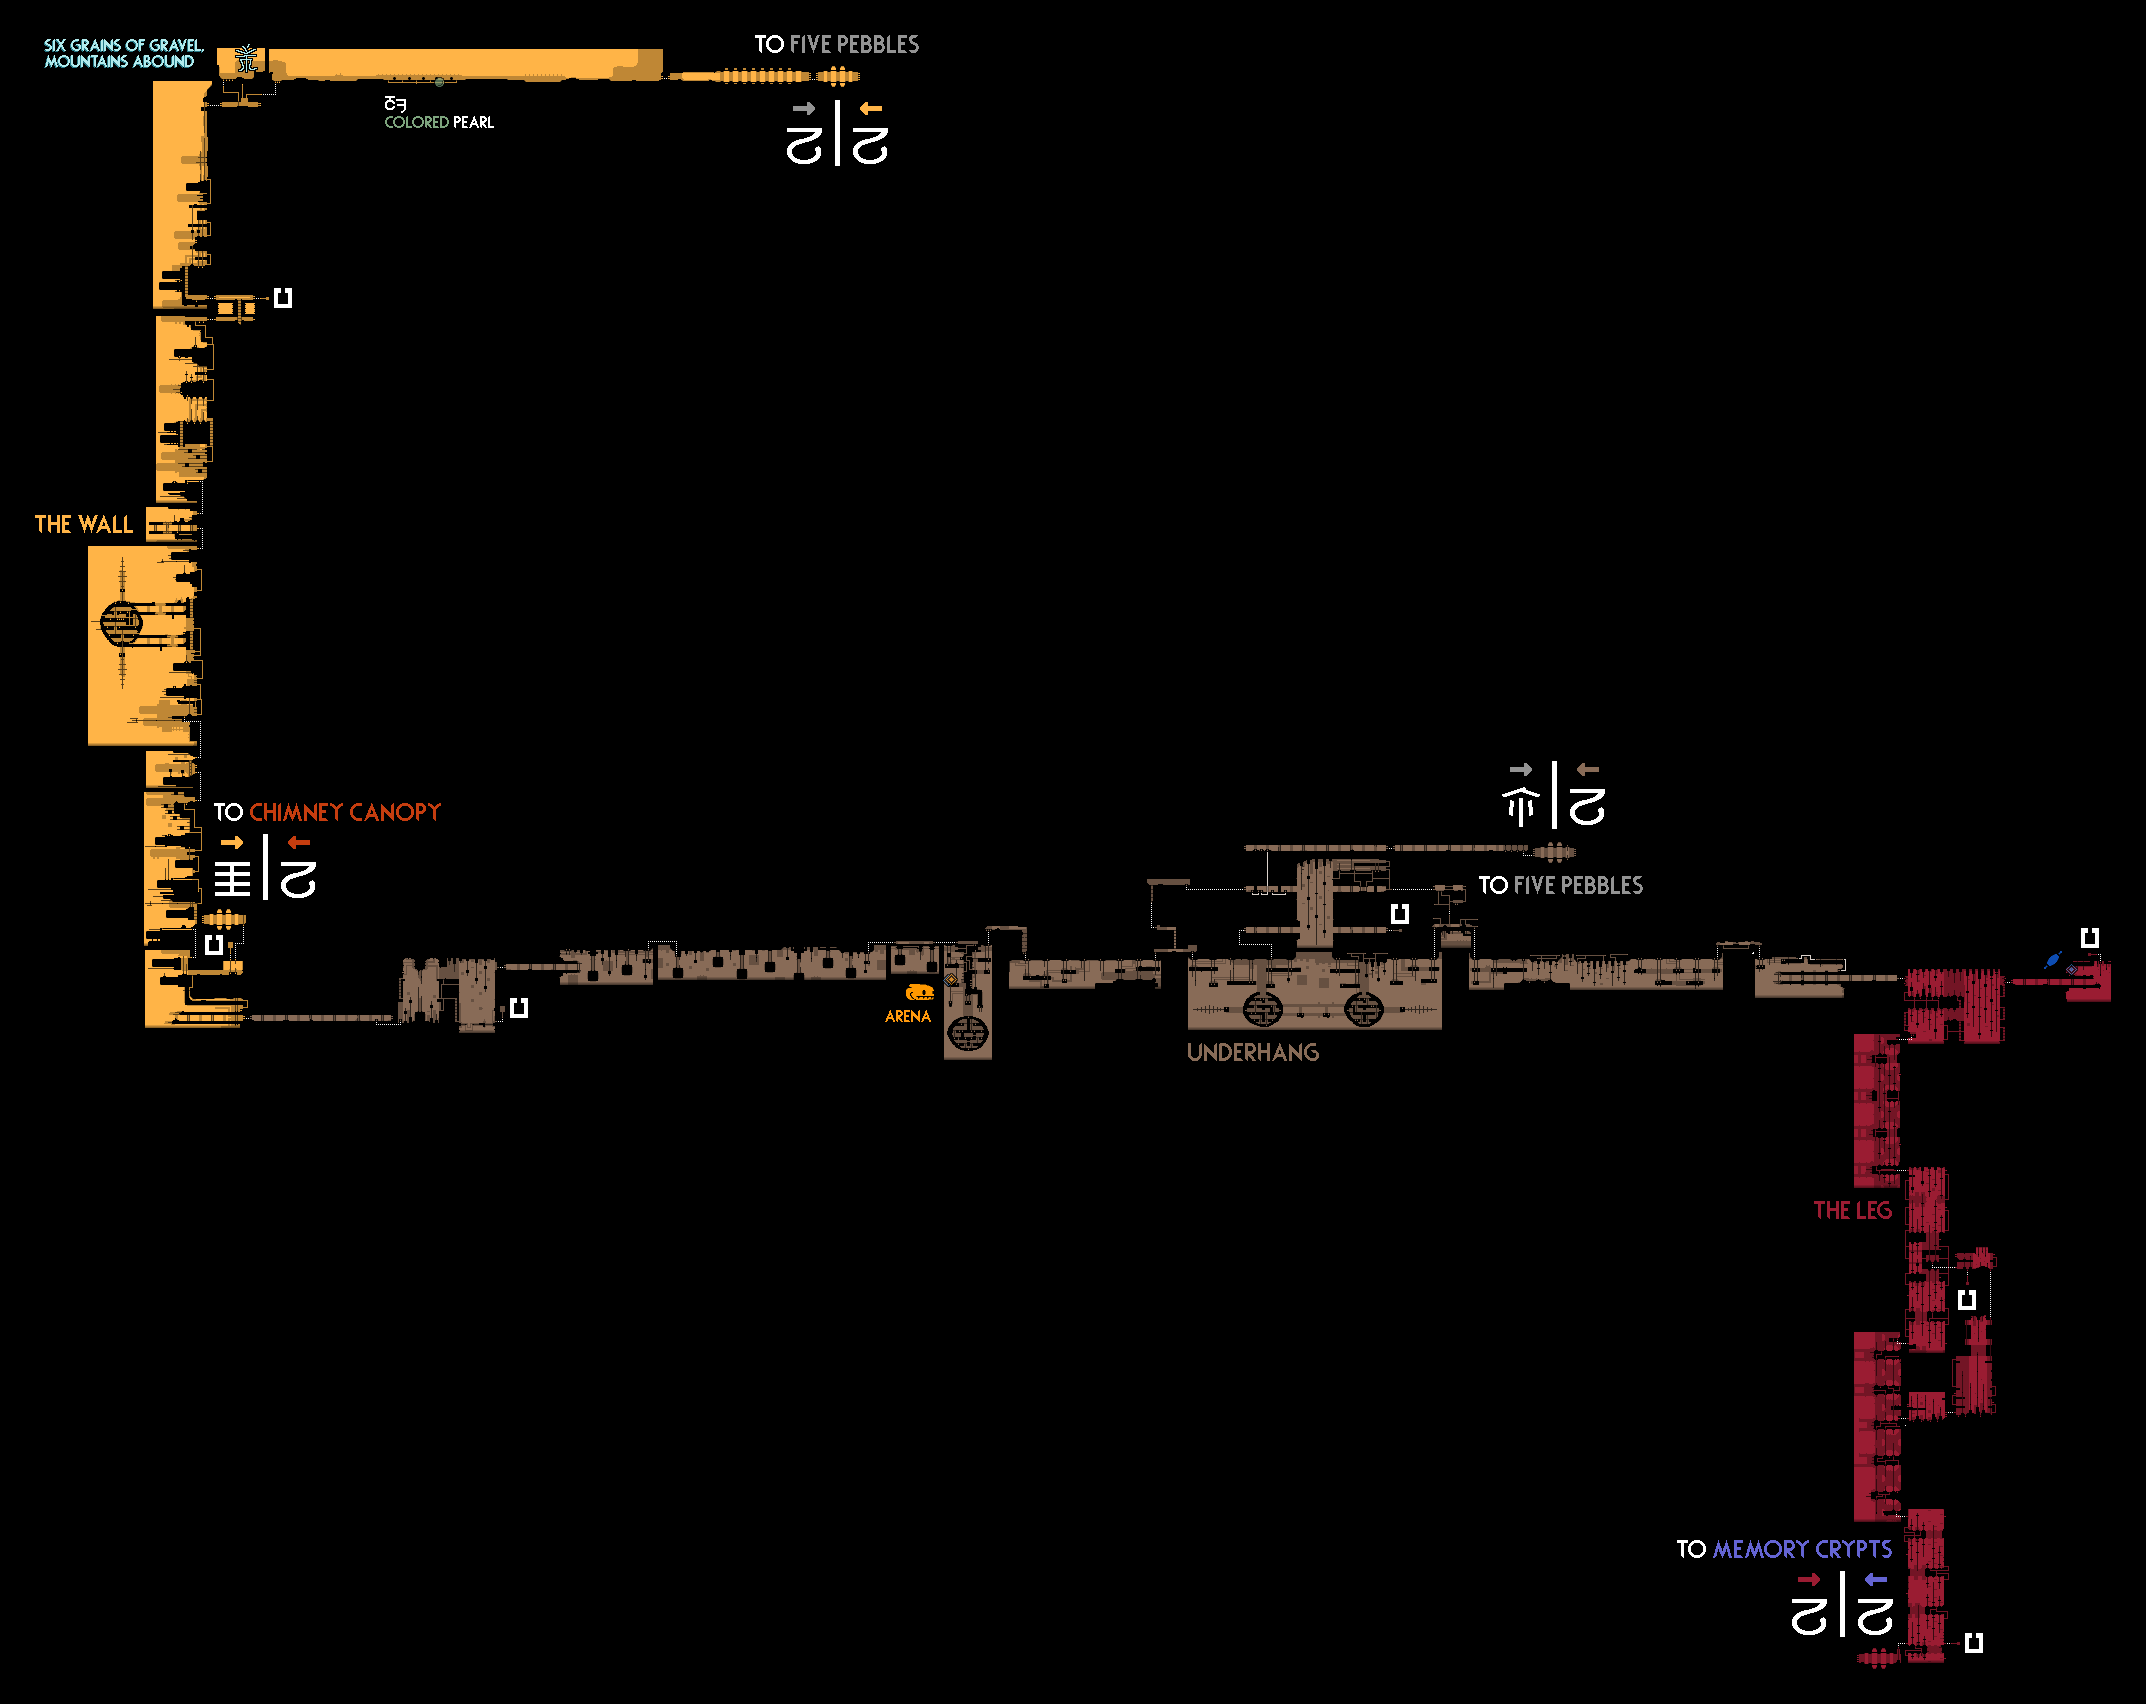 SIX GRAINS OF GRAVEL,
MOUNTAINS ABOUND
TO FIVE PEBBLES
COLORED PEARL
THE WALL
TO CHIMNEY CANOPY
TO FIVE PEBBLES
ARENA
UNDERHANG
THE LEG
TO MEMORY CRYPTS